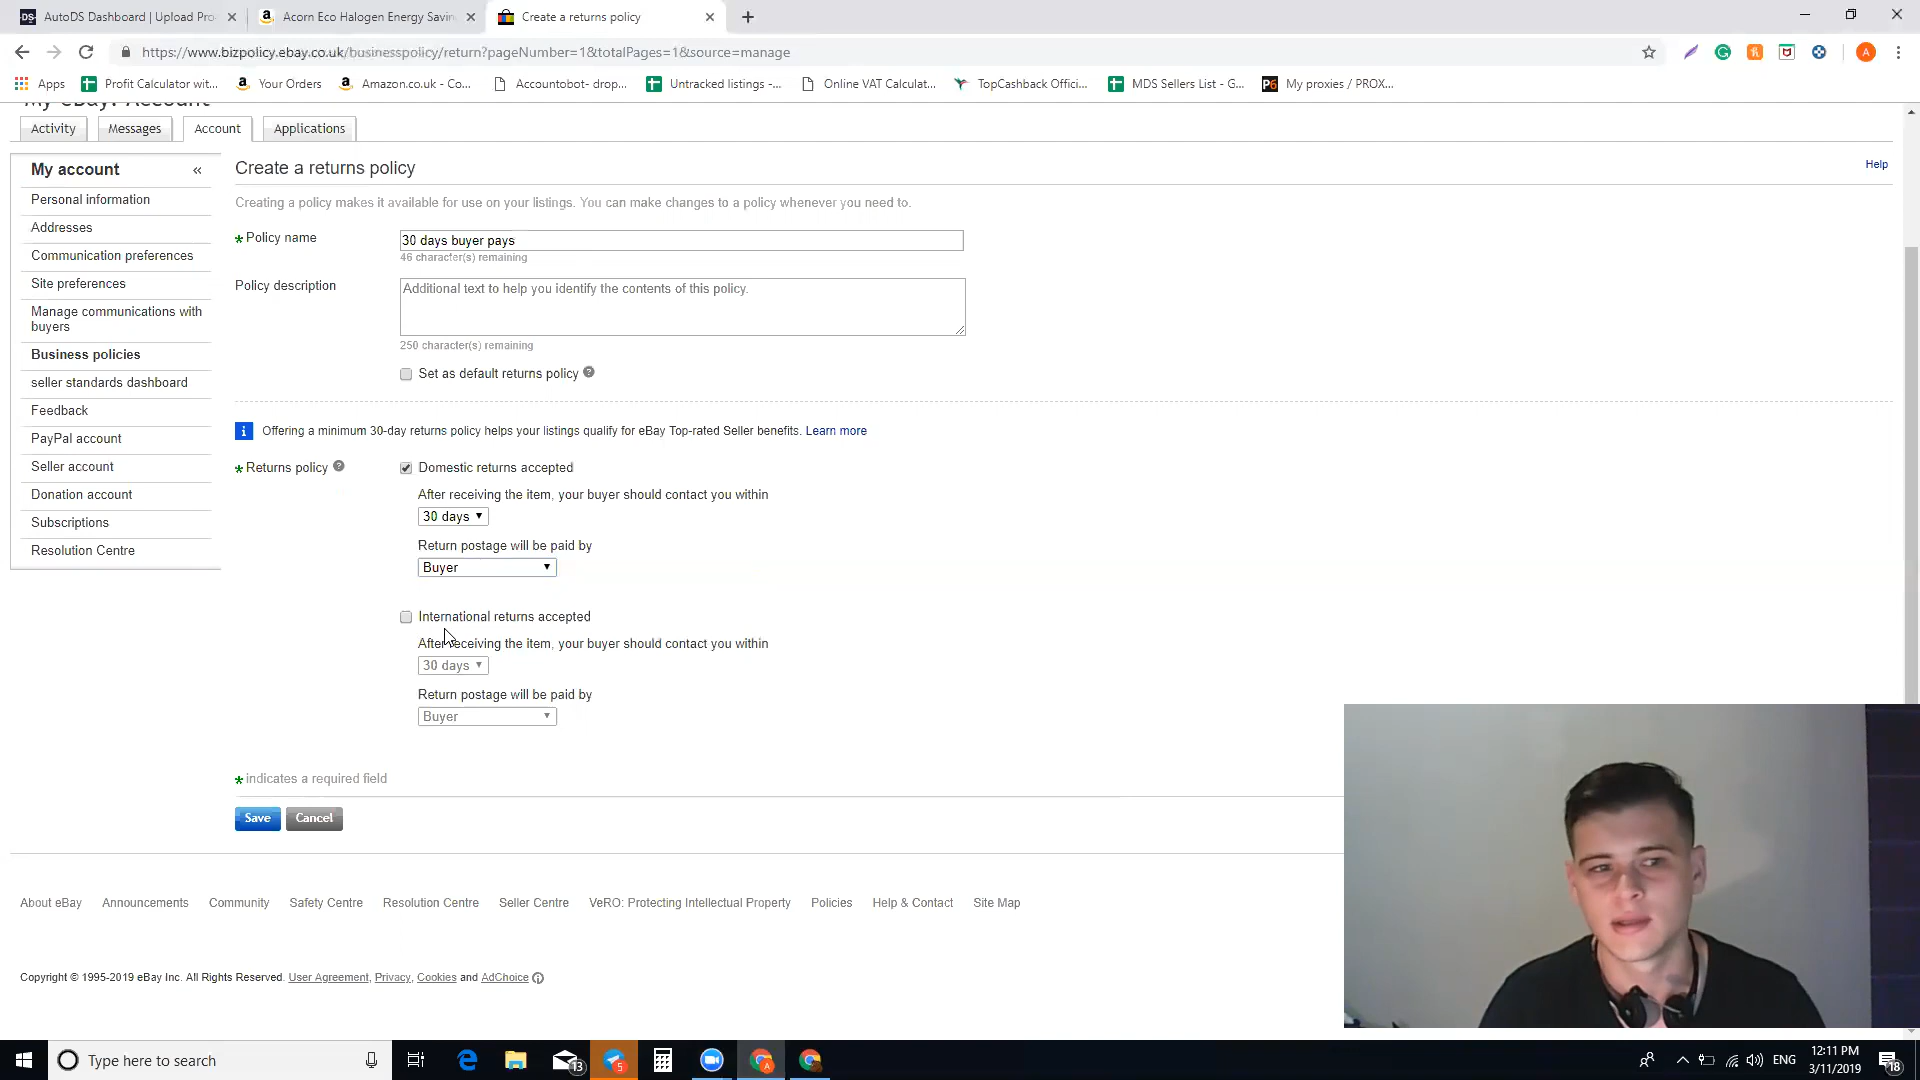 AutoDS Dashboard | Upload Pro
Acorn Eco Halogen Energy Savin
Create a returns policy
https://www.bizpolicy.ebay.co.uk/businesspolicy/return?pageNumber=1&totalPages=1&source=manage
Apps
Profit Calculator wit...
Your Orders
Amazon.co.uk - Co...
Accountobot- drop...
Untracked listings -...
Online VAT Calculat...
TopCashback Offici...
MDS Sellers List - G...
My proxies / PROX...
My eBay: Account
Activity
Messages
Account
Applications
My account «
Personal information
Addresses
Communication preferences
Site preferences
Manage communications with
buyers
Business policies
seller standards dashboard
Feedback
PayPal account
Seller account
Donation account
Subscriptions
Resolution Centre
Create a returns policy
Help
Creating a policy makes it available for use on your listings. You can make changes to a policy whenever you need to.
* Policy name
30 days buyer pays
46 character(s) remaining
Policy description
Additional text to help you identify the contents of this policy.
250 character(s) remaining
Set as default returns policy ?
i Offering a minimum 30-day returns policy helps your listings qualify for eBay Top-rated Seller benefits. Learn more
* Returns policy ?
Domestic returns accepted
After receiving the item, your buyer should contact you within
30 days
Return postage will be paid by
Buyer
International returns accepted
After receiving the item, your buyer should contact you within
30 days
Return postage will be paid by
Buyer
* indicates a required field
Save
Cancel
About eBay
Announcements
Community
Safety Centre
Resolution Centre
Seller Centre
VeRO: Protecting Intellectual Property
Policies
Help & Contact
Site Map
Copyright © 1995-2019 eBay Inc. All Rights Reserved. User Agreement, Privacy, Cookies and AdChoice
Type here to search
13
5
ENG
12:11 PM
3/11/2019
18